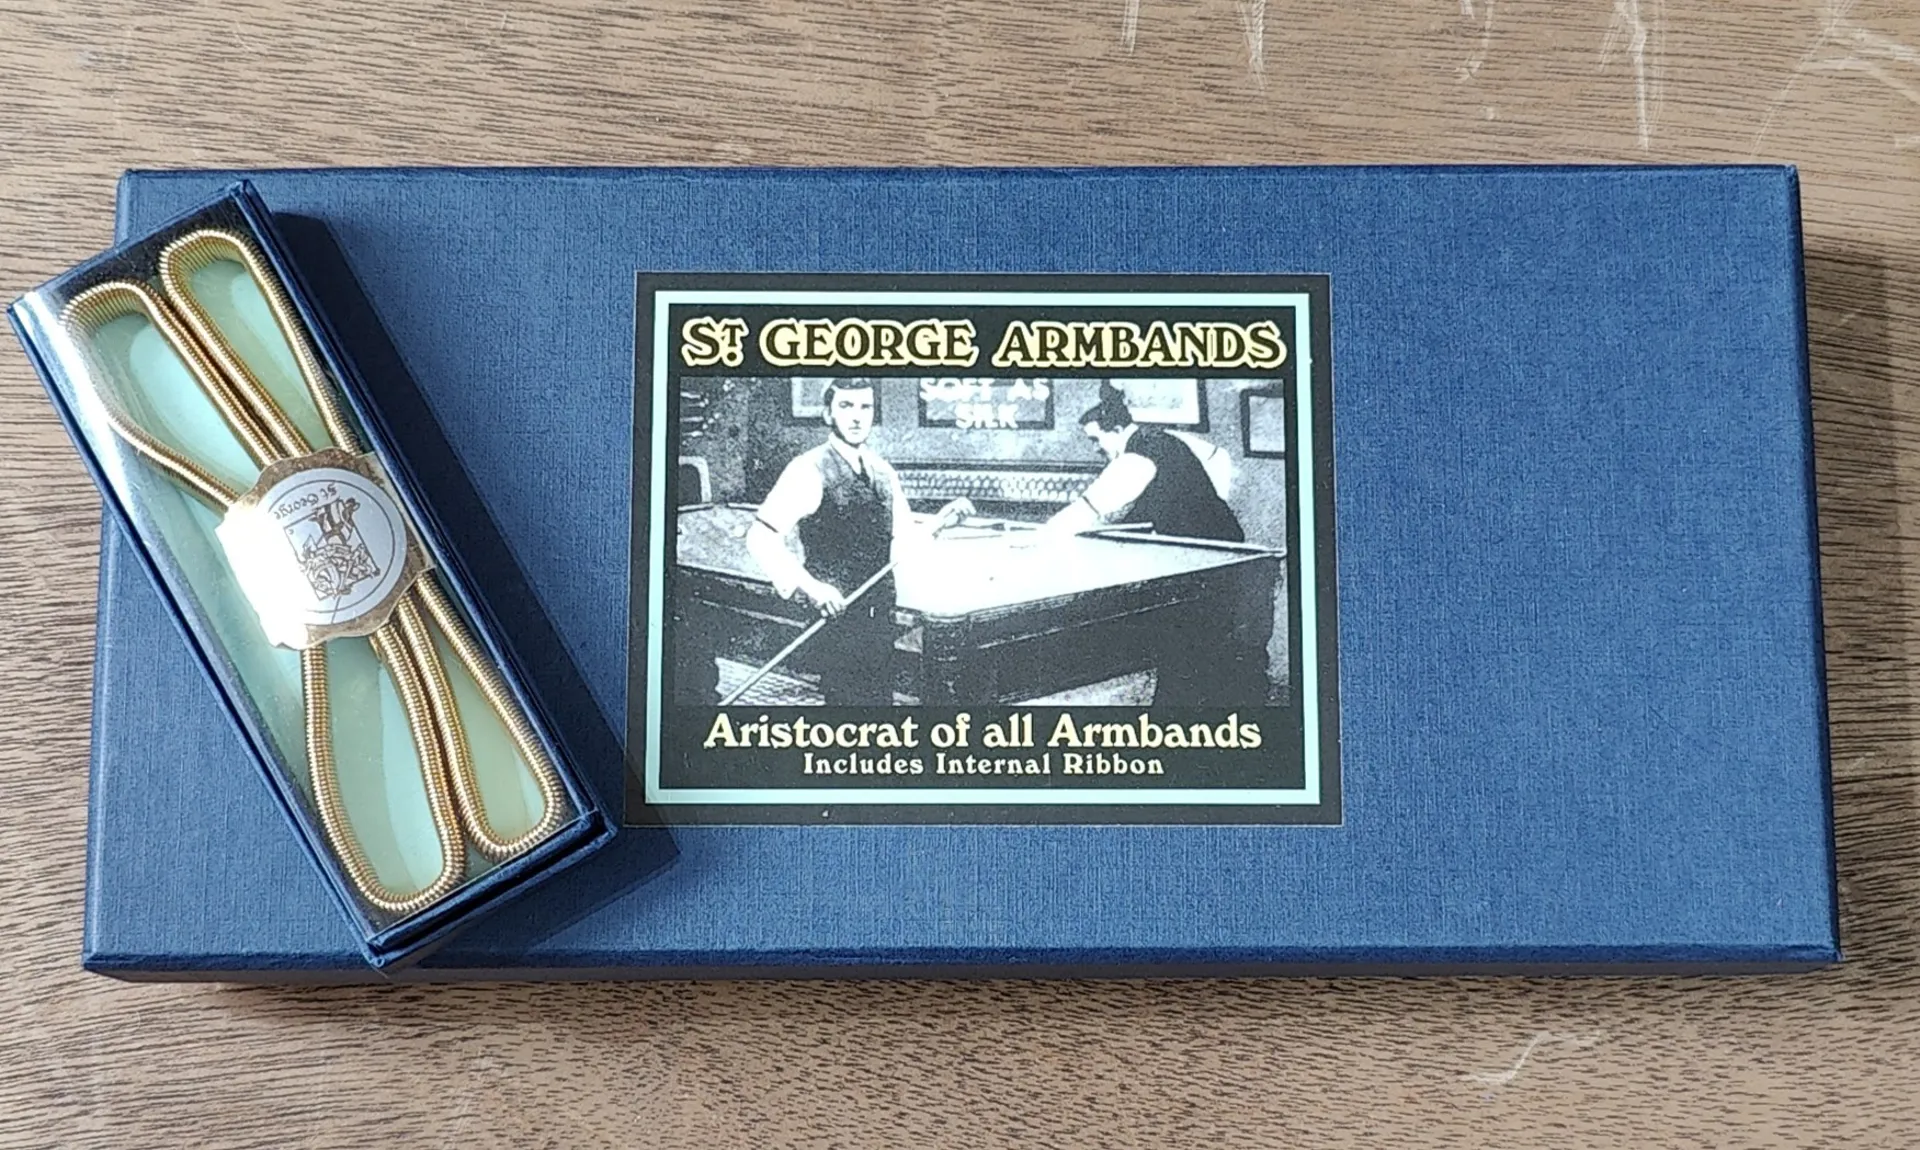 ST. GEORGE ARMBANDS
SOFT AS
SILK
Aristocrat of all Armbands
Includes Internal Ribbon
St George